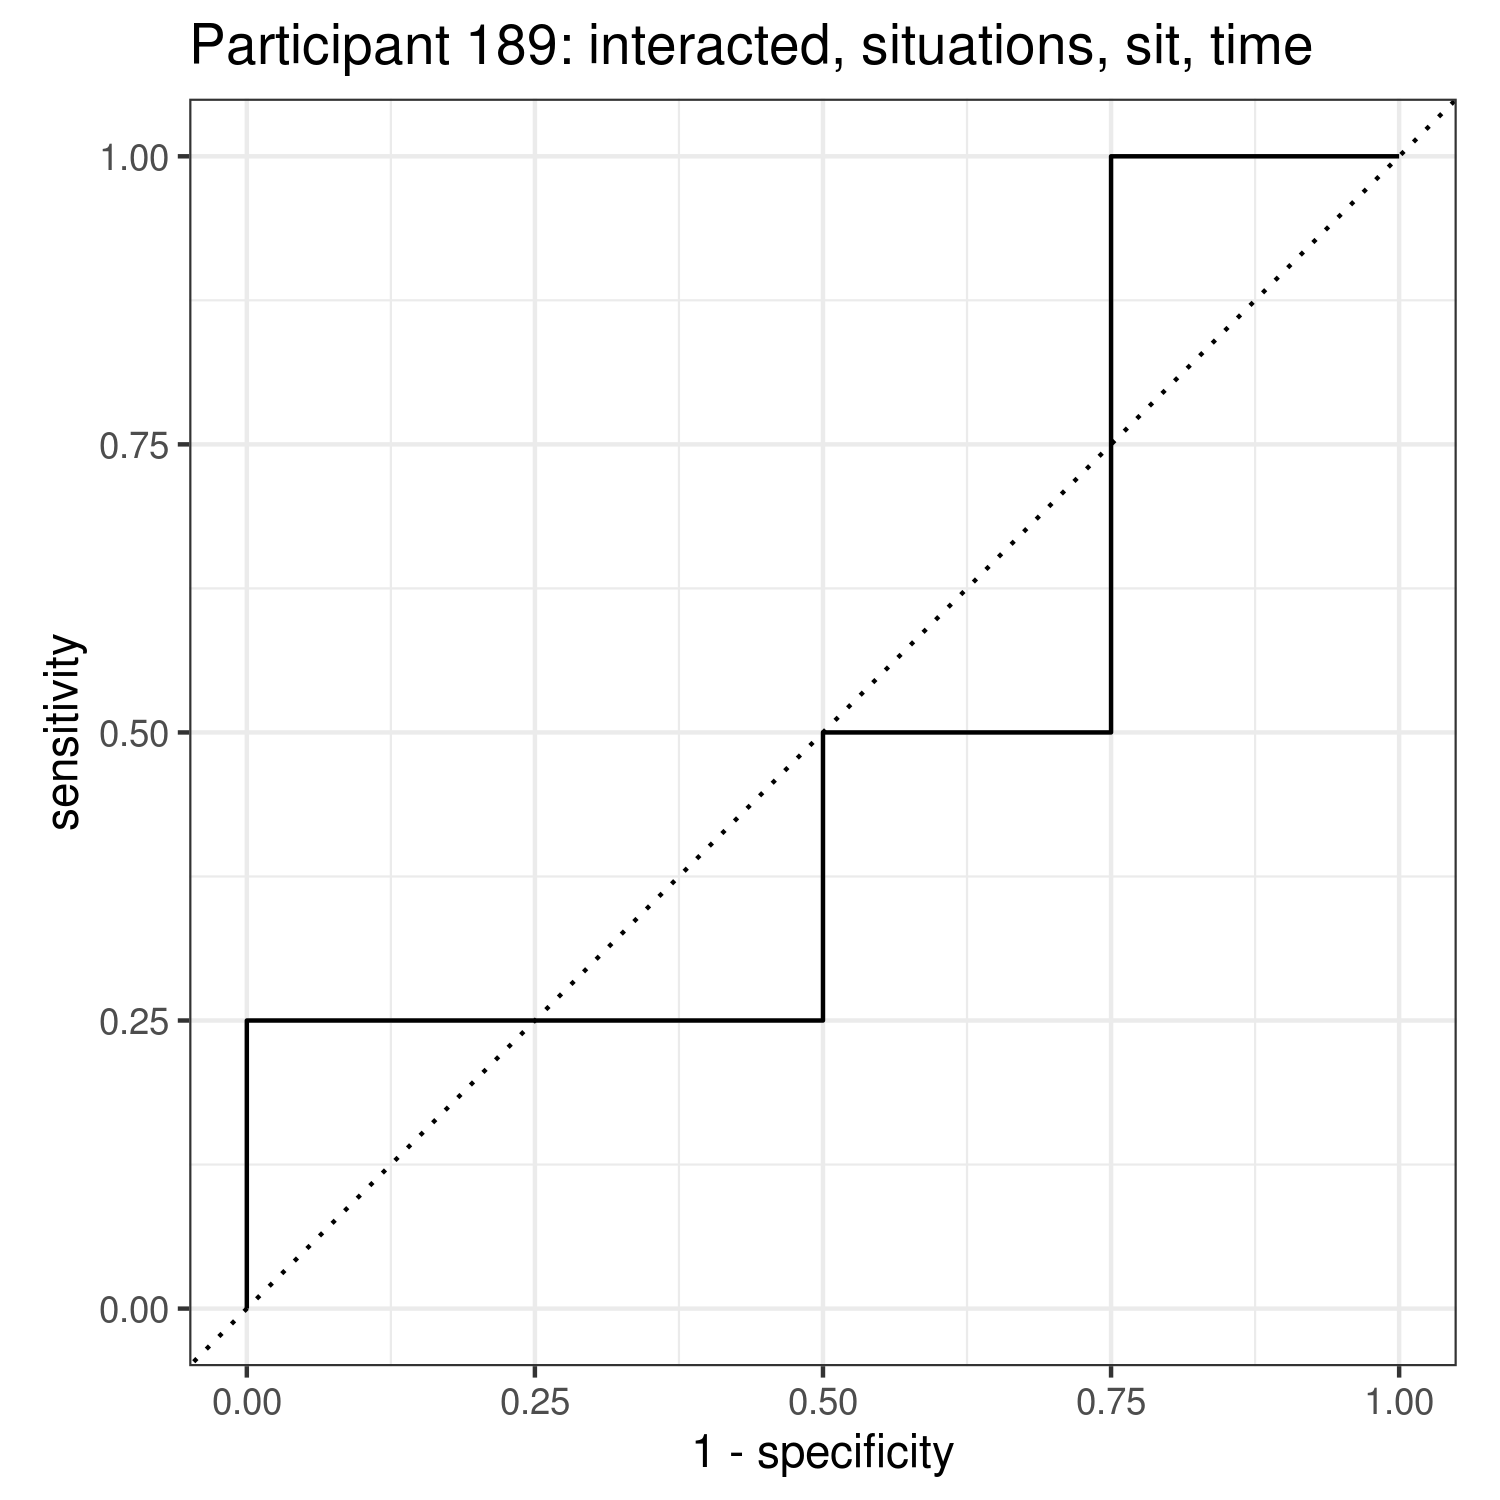 Participant 189: interacted, situations, sit, time
1.00
0.75
0.50
0.25
0.00
sensitivity
0.00 0.25 0.50 0.75 1.00
1 - specificity